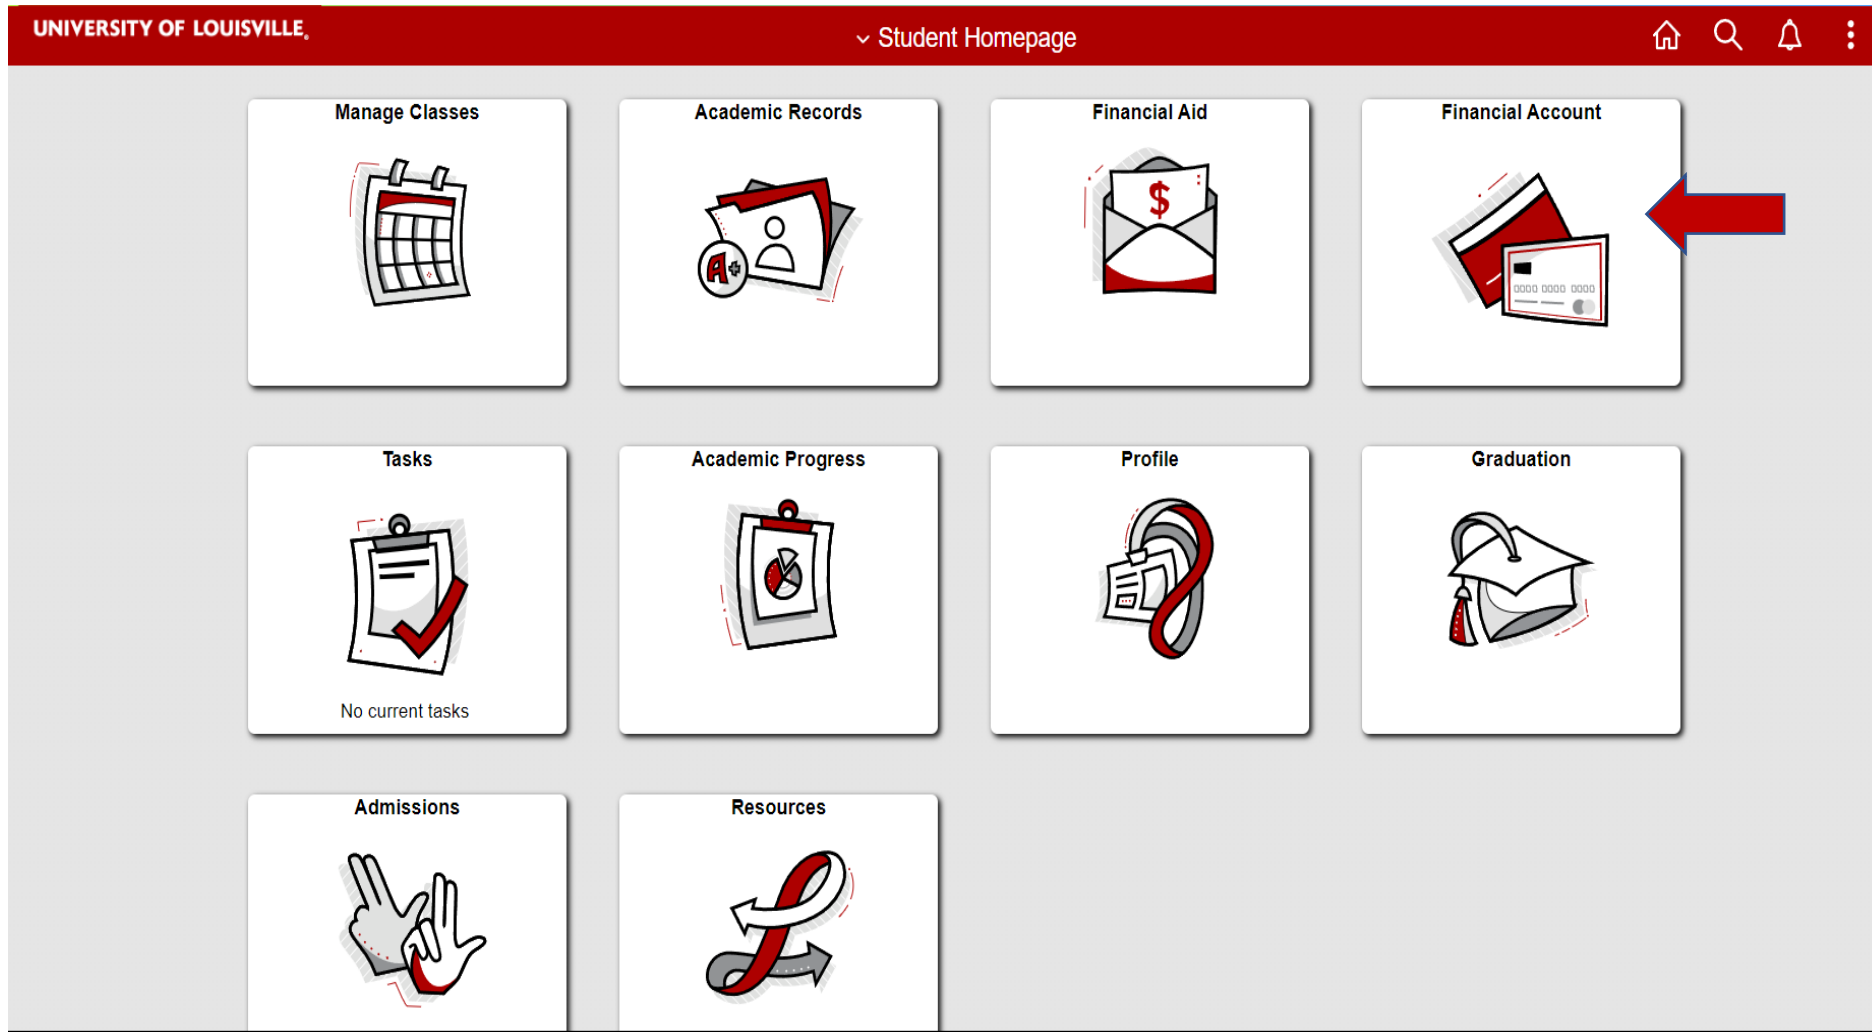 UNIVERSITY OF LOUISVILLE.
Student Homepage
Manage Classes
Academic Records
Financial Aid
Financial Account
A+
$
0000 0000 0000
Tasks
Academic Progress
Profile
Graduation
No current tasks
Admissions
Resources